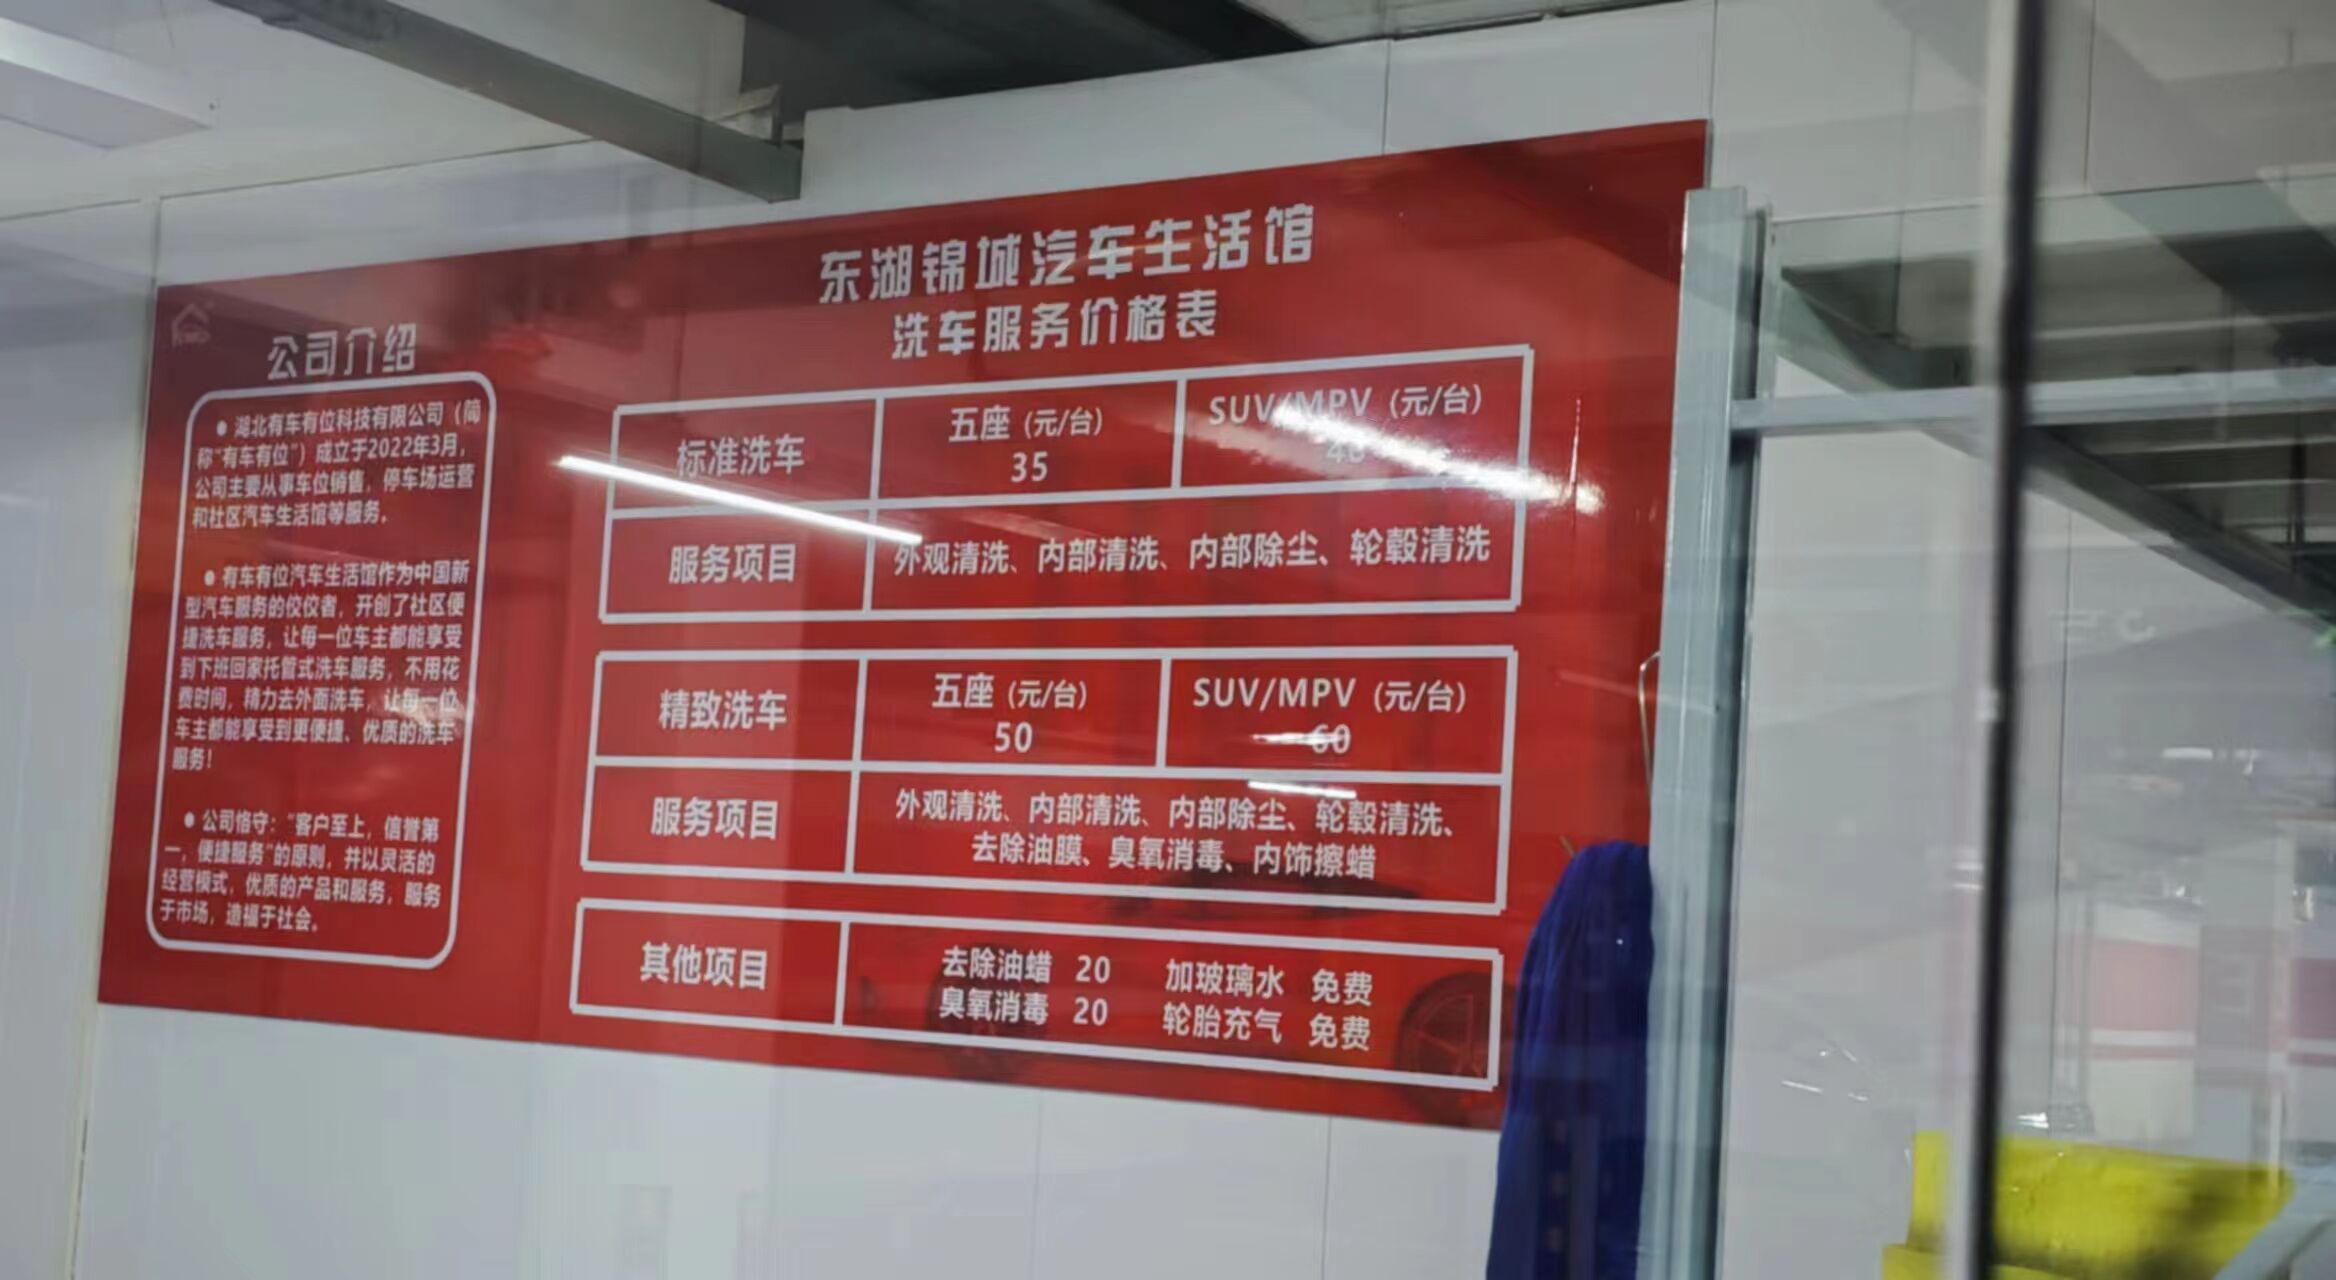 东湖锦城汽车生活馆
洗车服务价格表
公司介绍
● 湖北有车有位科技有限公司（简
称“有车有位”）成立于2022年3月，
公司主要从事车位销售，停车场运营
和社区汽车生活馆等服务。
● 有车有位汽车生活馆作为中国新
型汽车服务的佼佼者，开创了社区便
捷洗车服务，让每一位车主都能享受
到下班回家托管式洗车服务，不用花
费时间，精力去外面洗车，让每一位
车主都能享受到更便捷、优质的洗车
服务！
● 公司恪守：“客户至上，信誉第
一，便捷服务”的原则，并以灵活的
经营模式，优质的产品和服务，服务
于市场，造福于社会。
标准洗车 五座（元/台） SUV/MPV（元/台）
35
服务项目 外观清洗、内部清洗、内部除尘、轮毂清洗
精致洗车 五座（元/台） SUV/MPV（元/台）
50 60
服务项目 外观清洗、内部清洗、内部除尘、轮毂清洗、
去除油膜、臭氧消毒、内饰擦蜡
其他项目 去除油蜡 20 加玻璃水 免费
臭氧消毒 20 轮胎充气 免费